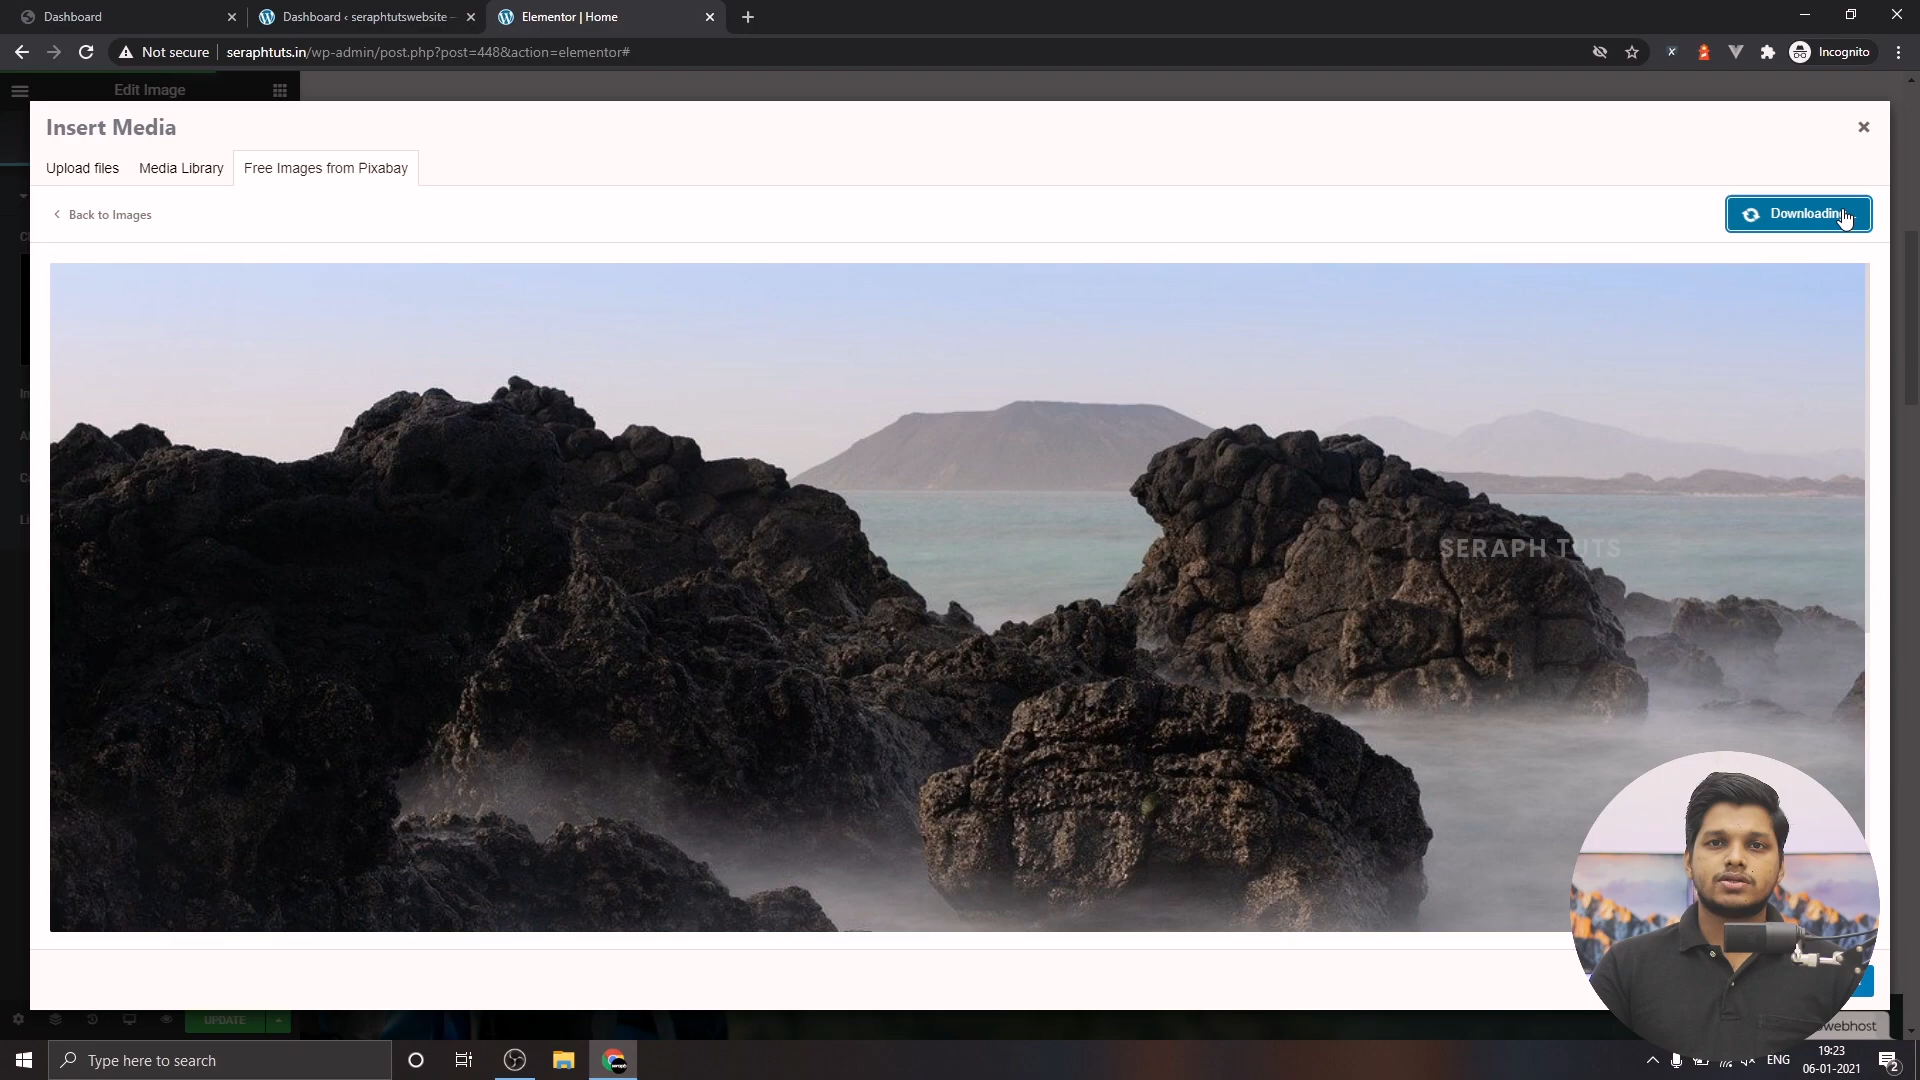 Dashboard
Dashboard ‹ seraphtutswebsite –
Elementor | Home
Not secure
seraphtuts.in/wp-admin/post.php?post=448&action=elementor#
Incognito
Edit Image
Insert Media
Upload files
Media Library
Free Images from Pixabay
Back to Images
Downloading
SERAPH TUTS
UPDATE
webhost
Type here to search
ENG
19:23
06-01-2021
2